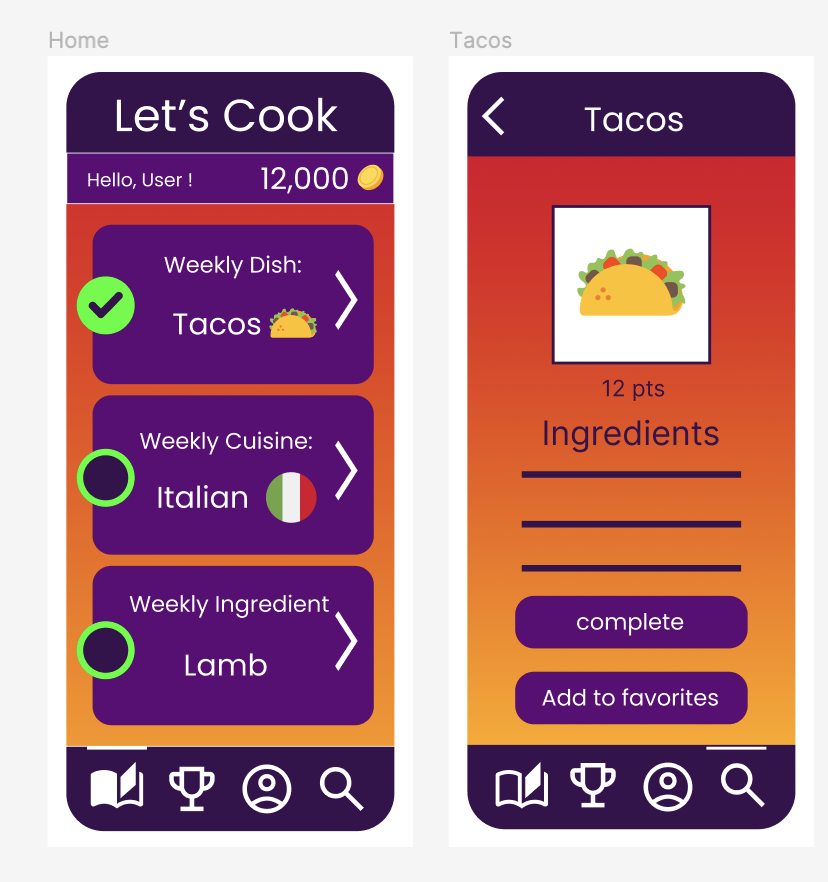 Home
Let's Cook
Hello, User !
12,000
Weekly Dish:
Tacos
Weekly Cuisine:
Italian
Weekly Ingredient
Lamb
Tacos
Tacos
12 pts
Ingredients
complete
Add to favorites